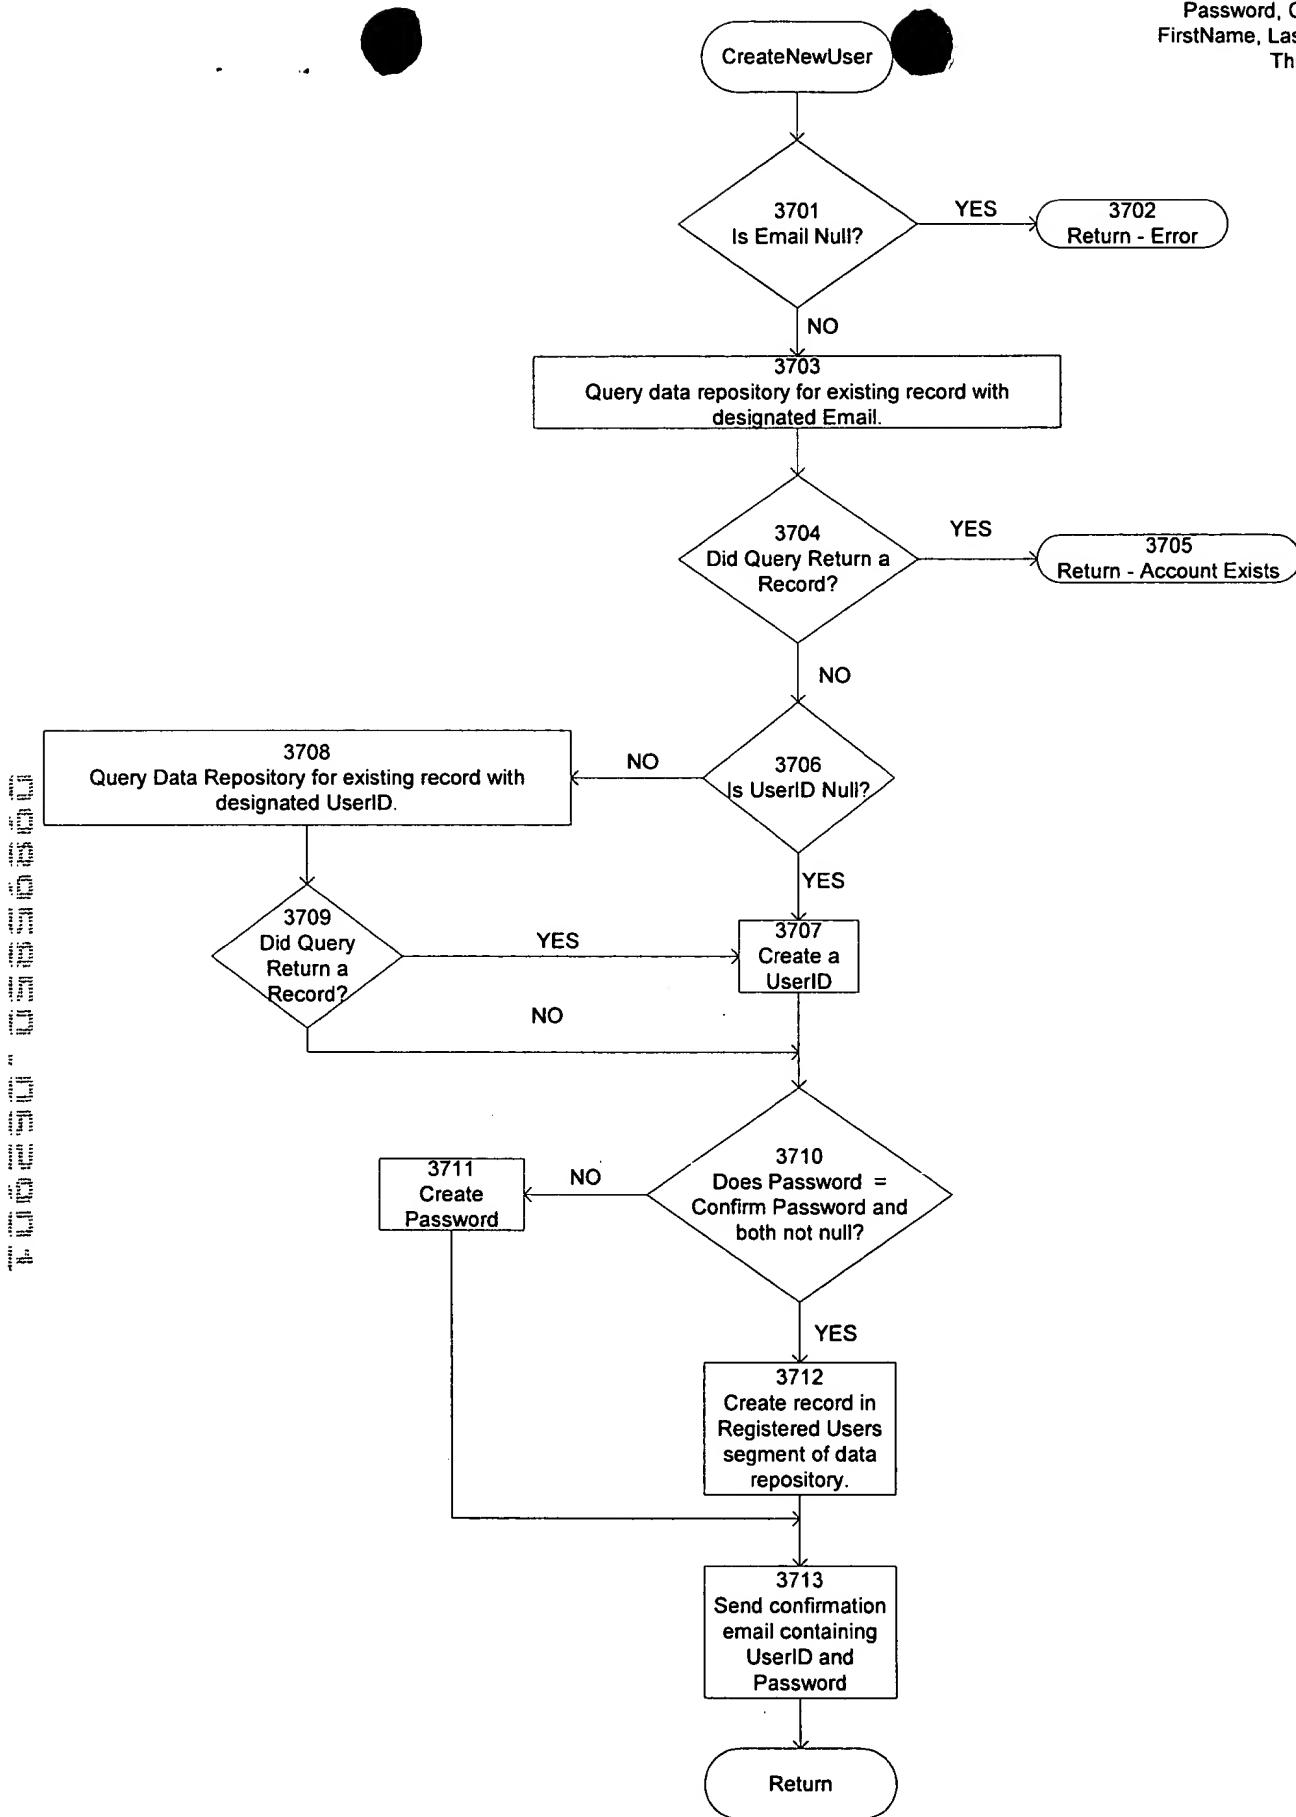 Password,
FirstName,
CreateNewUser
3701
Is Email Null?
YES
3702
Return - Error
NO
3703
Query data repository for existing record with
designated Email.
3704
Did Query Return a
Record?
YES
3705
Return - Account Exists
NO
3706
Is UserID Null?
NO
3708
Query Data Repository for existing record with
designated UserID.
YES
3709
Did Query
Return a
Record?
YES
3707
Create a
UserID
NO
3710
Does Password =
Confirm Password and
both not null?
NO
3711
Create
Password
YES
3712
Create record in
Registered Users
segment of data
repository.
3713
Send confirmation
email containing
UserID and
Password
Return